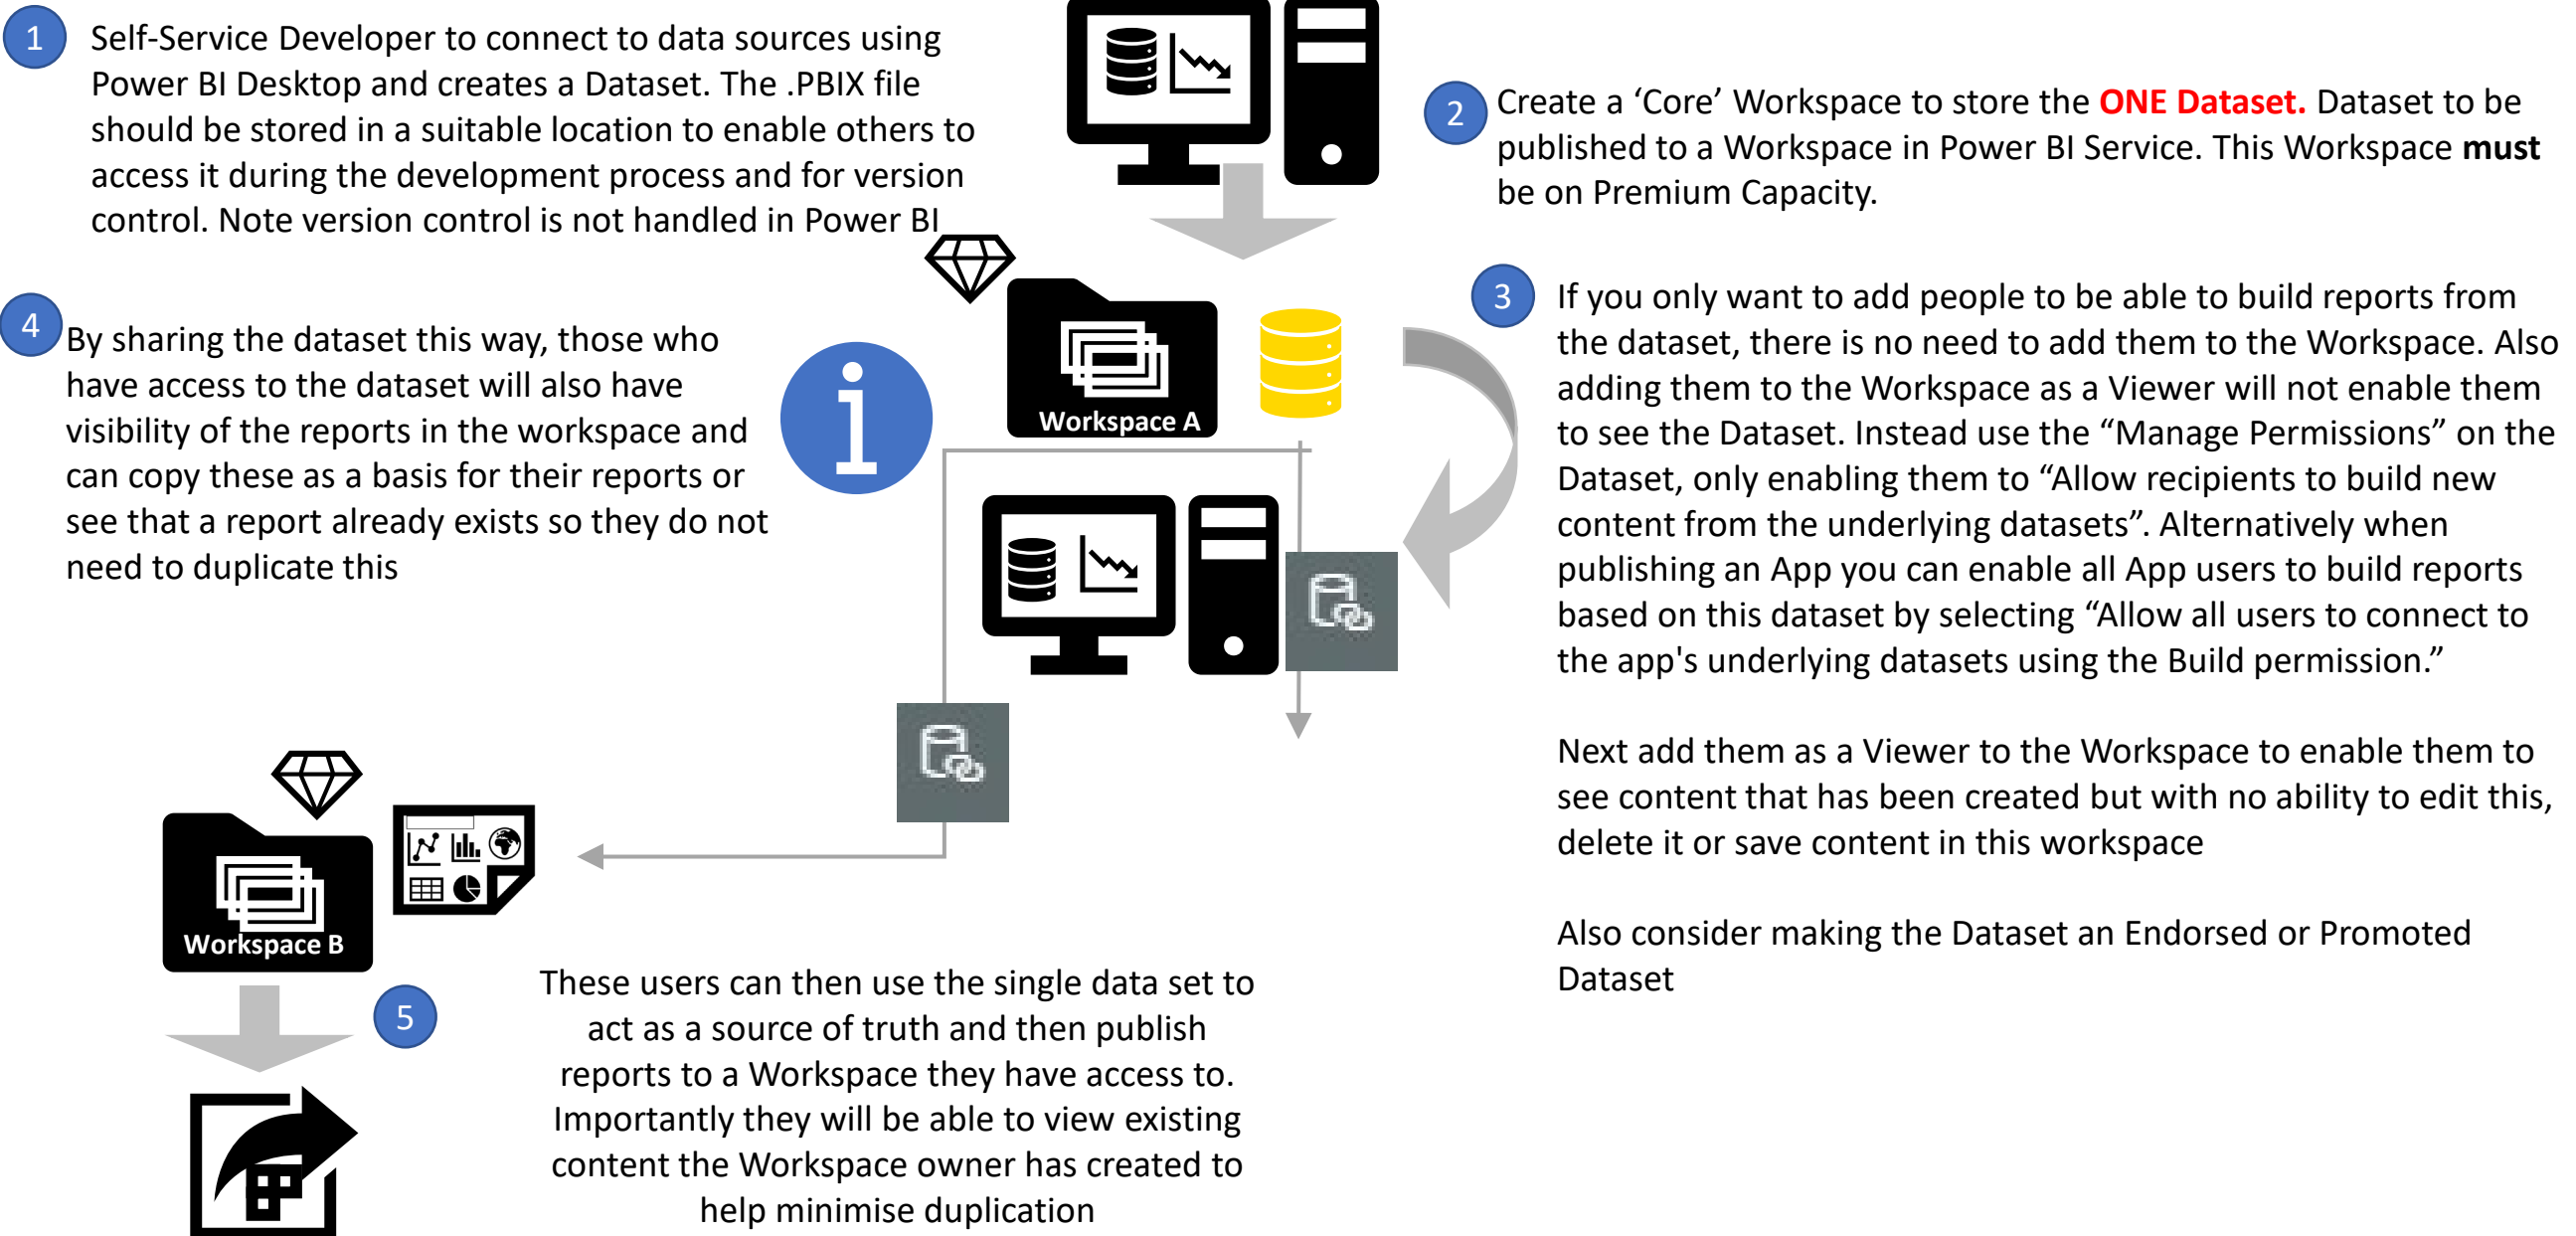 1
Self-Service Developer to connect to data sources using
Power BI Desktop and creates a Dataset. The .PBIX file
should be stored in a suitable location to enable others to
access it during the development process and for version
control. Note version control is not handled in Power BI
2
Create a ‘Core’ Workspace to store the ONE Dataset. Dataset to be
published to a Workspace in Power BI Service. This Workspace must
be on Premium Capacity.
3
If you only want to add people to be able to build reports from
the dataset, there is no need to add them to the Workspace. Also
adding them to the Workspace as a Viewer will not enable them
to see the Dataset. Instead use the “Manage Permissions” on the
Dataset, only enabling them to “Allow recipients to build new
content from the underlying datasets”. Alternatively when
publishing an App you can enable all App users to build reports
based on this dataset by selecting “Allow all users to connect to
the app's underlying datasets using the Build permission.”
Next add them as a Viewer to the Workspace to enable them to
see content that has been created but with no ability to edit this,
delete it or save content in this workspace
Also consider making the Dataset an Endorsed or Promoted
Dataset
4
By sharing the dataset this way, those who
have access to the dataset will also have
visibility of the reports in the workspace and
can copy these as a basis for their reports or
see that a report already exists so they do not
need to duplicate this
i
Workspace A
Workspace B
5
These users can then use the single data set to
act as a source of truth and then publish
reports to a Workspace they have access to.
Importantly they will be able to view existing
content the Workspace owner has created to
help minimise duplication